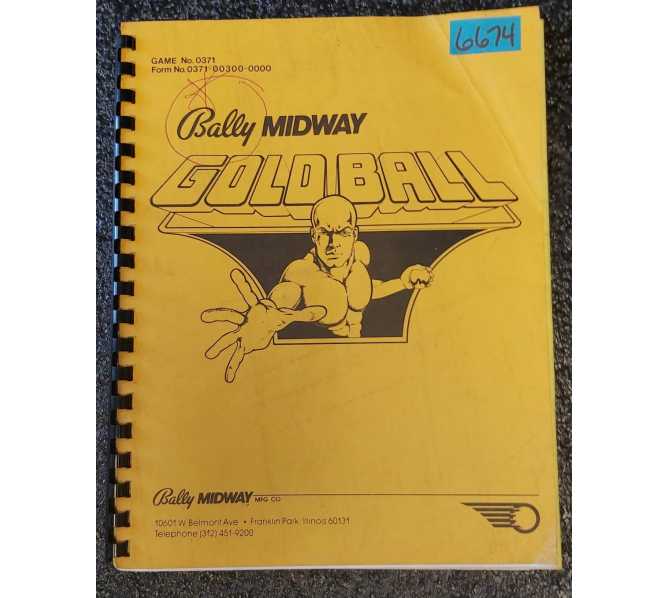 6674
GAME No. 0371
Form No. 0371-00300-0000
Bally MIDWAY
GOLD BALL
Bally MIDWAY MFG CO
10601 W Belmont Ave • Franklin Park Illinois 60131
Telephone (312) 451-9200